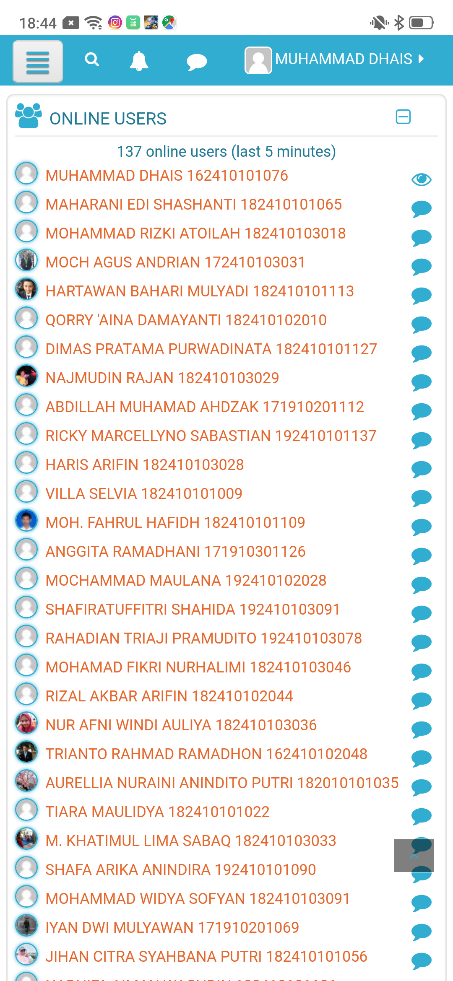 18:44
MUHAMMAD DHAIS
ONLINE USERS
137 online users (last 5 minutes)
MUHAMMAD DHAIS 162410101076
MAHARANI EDI SHASHANTI 182410101065
MOHAMMAD RIZKI ATOILAH 182410103018
MOCH AGUS ANDRIAN 172410103031
HARTAWAN BAHARI MULYADI 182410101113
QORRY 'AINA DAMAYANTI 182410102010
DIMAS PRATAMA PURWADINATA 182410101127
NAJMUDIN RAJAN 182410103029
ABDILLAH MUHAMAD AHDZAK 171910201112
RICKY MARCELLYNO SABASTIAN 192410101137
HARIS ARIFIN 182410103028
VILLA SELVIA 182410101009
MOH. FAHRUL HAFIDH 182410101109
ANGGITA RAMADHANI 171910301126
MOCHAMMAD MAULANA 192410102028
SHAFIRATUFFITRI SHAHIDA 192410103091
RAHADIAN TRIAJI PRAMUDITO 192410103078
MOHAMAD FIKRI NURHALIMI 182410103046
RIZAL AKBAR ARIFIN 182410102044
NUR AFNI WINDI AULIYA 182410103036
TRIANTO RAHMAD RAMADHON 162410102048
AURELLIA NURAINI ANINDITO PUTRI 182010101035
TIARA MAULIDYA 182410101022
M. KHATIMUL LIMA SABAQ 182410103033
SHAFA ARIKA ANINDIRA 192410101090
MOHAMMAD WIDYA SOFYAN 182410103091
IYAN DWI MULYAWAN 171910201069
JIHAN CITRA SYAHBANA PUTRI 182410101056